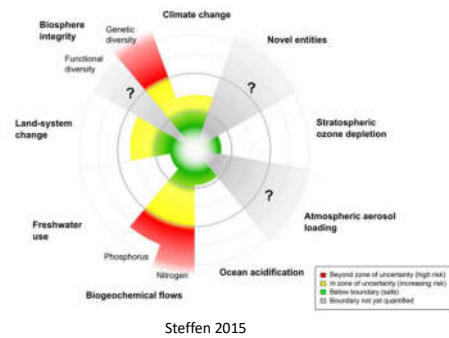 Climate change
Biosphere
integrity
Genetic
diversity
Novel entities
Functional
diversity
?
?
Land-system
change
Stratospheric
ozone depletion
?
Freshwater
use
Atmospheric aerosol
loading
Phosphorus
Nitrogen
Ocean acidification
Biogeochemical flows
Beyond zone of uncertainty (high risk)
In zone of uncertainty (increasing risk)
Below boundary (safe)
Boundary not yet quantified
Steffen 2015